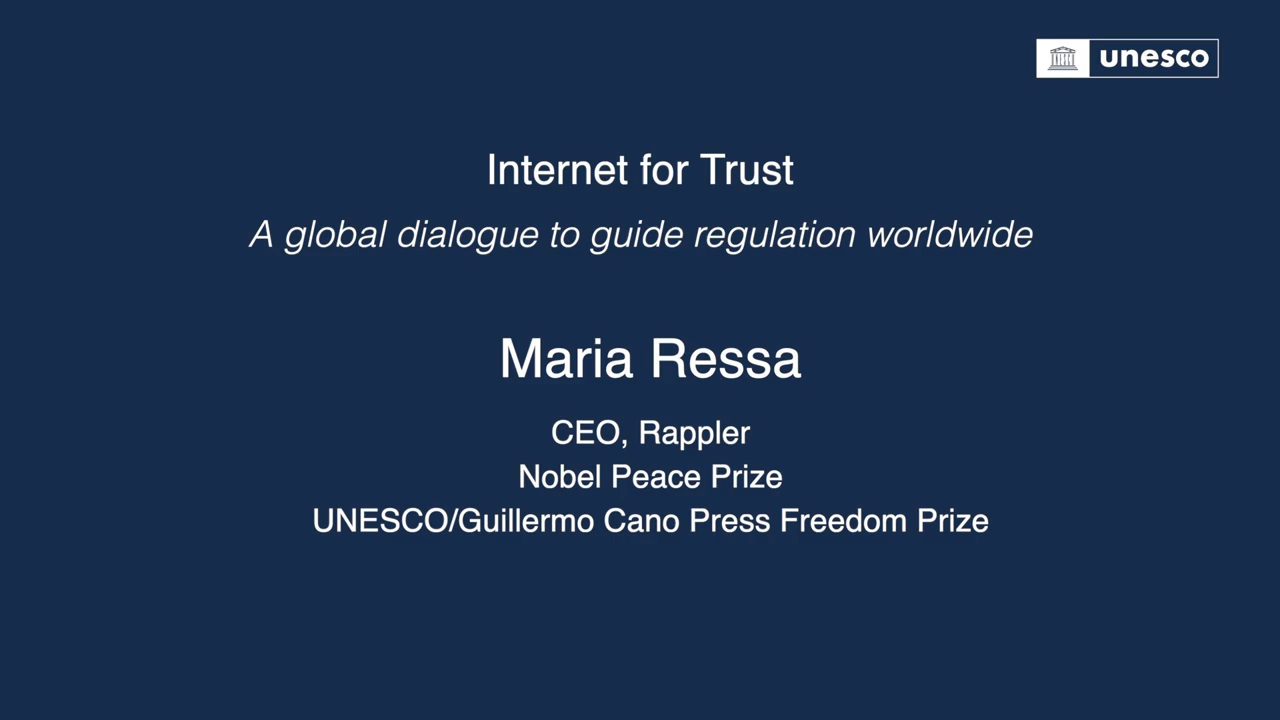 unesco
Internet for Trust
A global dialogue to guide regulation worldwide
Maria Ressa
CEO, Rappler
Nobel Peace Prize
UNESCO/Guillermo Cano Press Freedom Prize